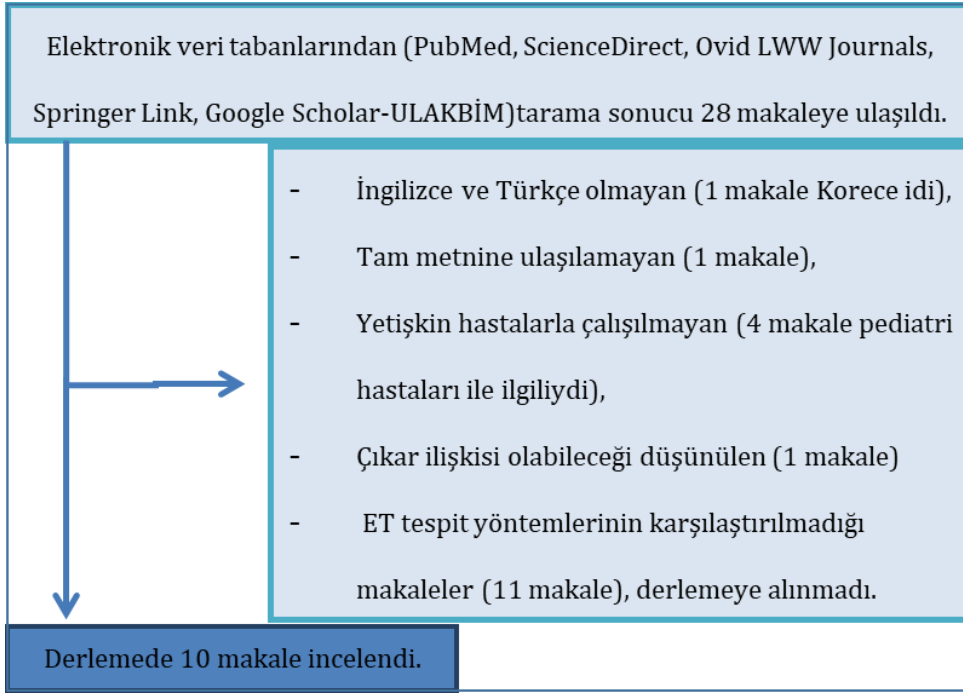 Elektronik veri tabanlarından (PubMed, ScienceDirect, Ovid LWW Journals,
Springer Link, Google Scholar-ULAKBİM)tarama sonucu 28 makaleye ulaşıldı.
- İngilizce ve Türkçe olmayan (1 makale Korece idi),
- Tam metnine ulaşılamayan (1 makale),
- Yetişkin hastalarla çalışılmayan (4 makale pediatri
hastaları ile ilgiliydi),
- Çıkar ilişkisi olabileceği düşünülen (1 makale)
- ET tespit yöntemlerinin karşılaştırılmadığı
makaleler (11 makale), derlemeye alınmadı.
Derlemede 10 makale incelendi.